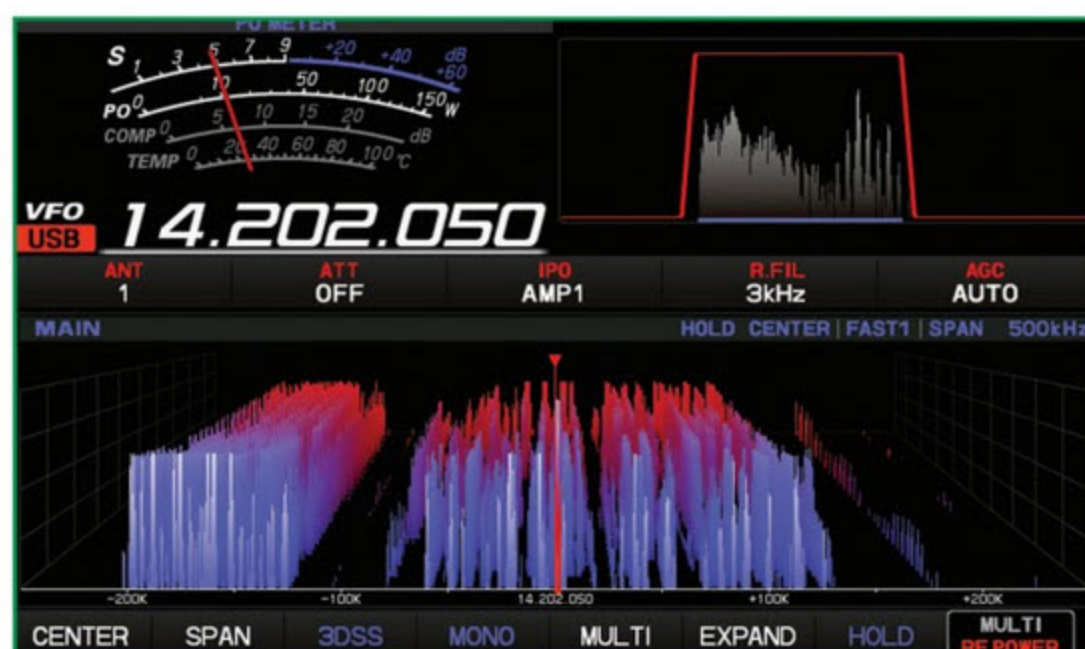 PO METER
S 1 3 5 7 9 +20 +40 +60 dB
PO 0 10 50 100 150 W
COMP 0 5 10 15 20 dB
TEMP 0 20 40 60 80 100 °C
VFO
USB 14.202.050
ANT ATT IPO R.FIL AGC
1 OFF AMP1 3kHz AUTO
MAIN HOLD CENTER | FAST1 | SPAN 500kHz
-200K -100K 14.202.050 +100K +200K
CENTER SPAN 3DSS MONO MULTI EXPAND HOLD MULTI
RF POWER